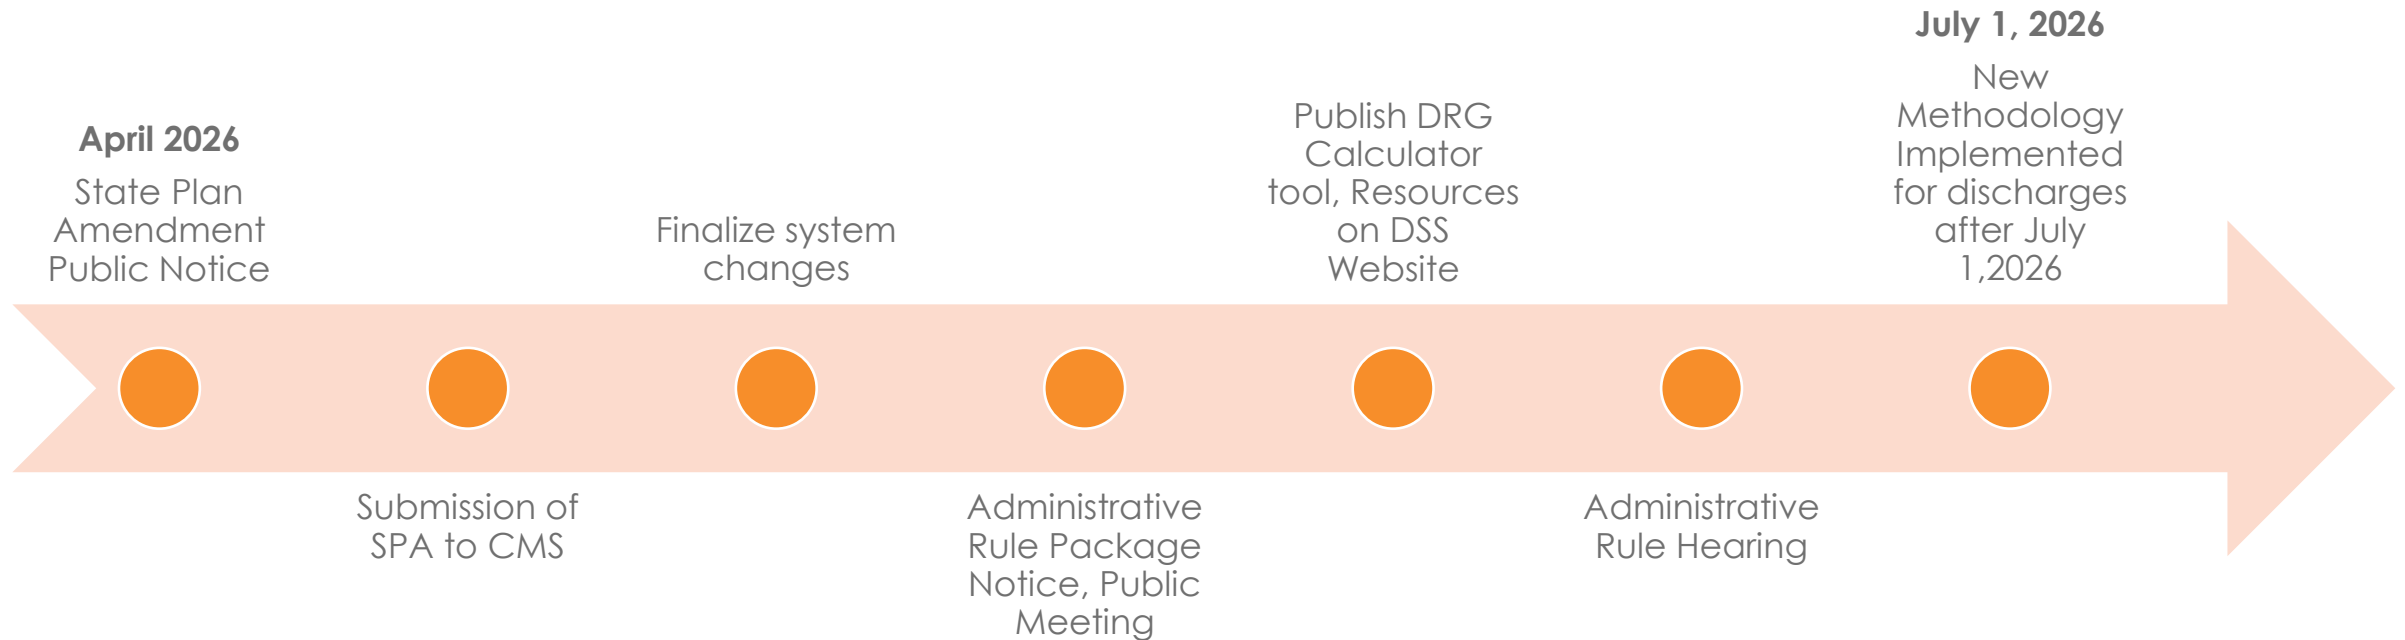 April 2026
State Plan
Amendment
Public Notice
Submission of
SPA to CMS
Finalize system
changes
Administrative
Rule Package
Notice, Public
Meeting
Publish DRG
Calculator
tool, Resources
on DSS
Website
Administrative
Rule Hearing
July 1, 2026
New
Methodology
Implemented
for discharges
after July
1,2026